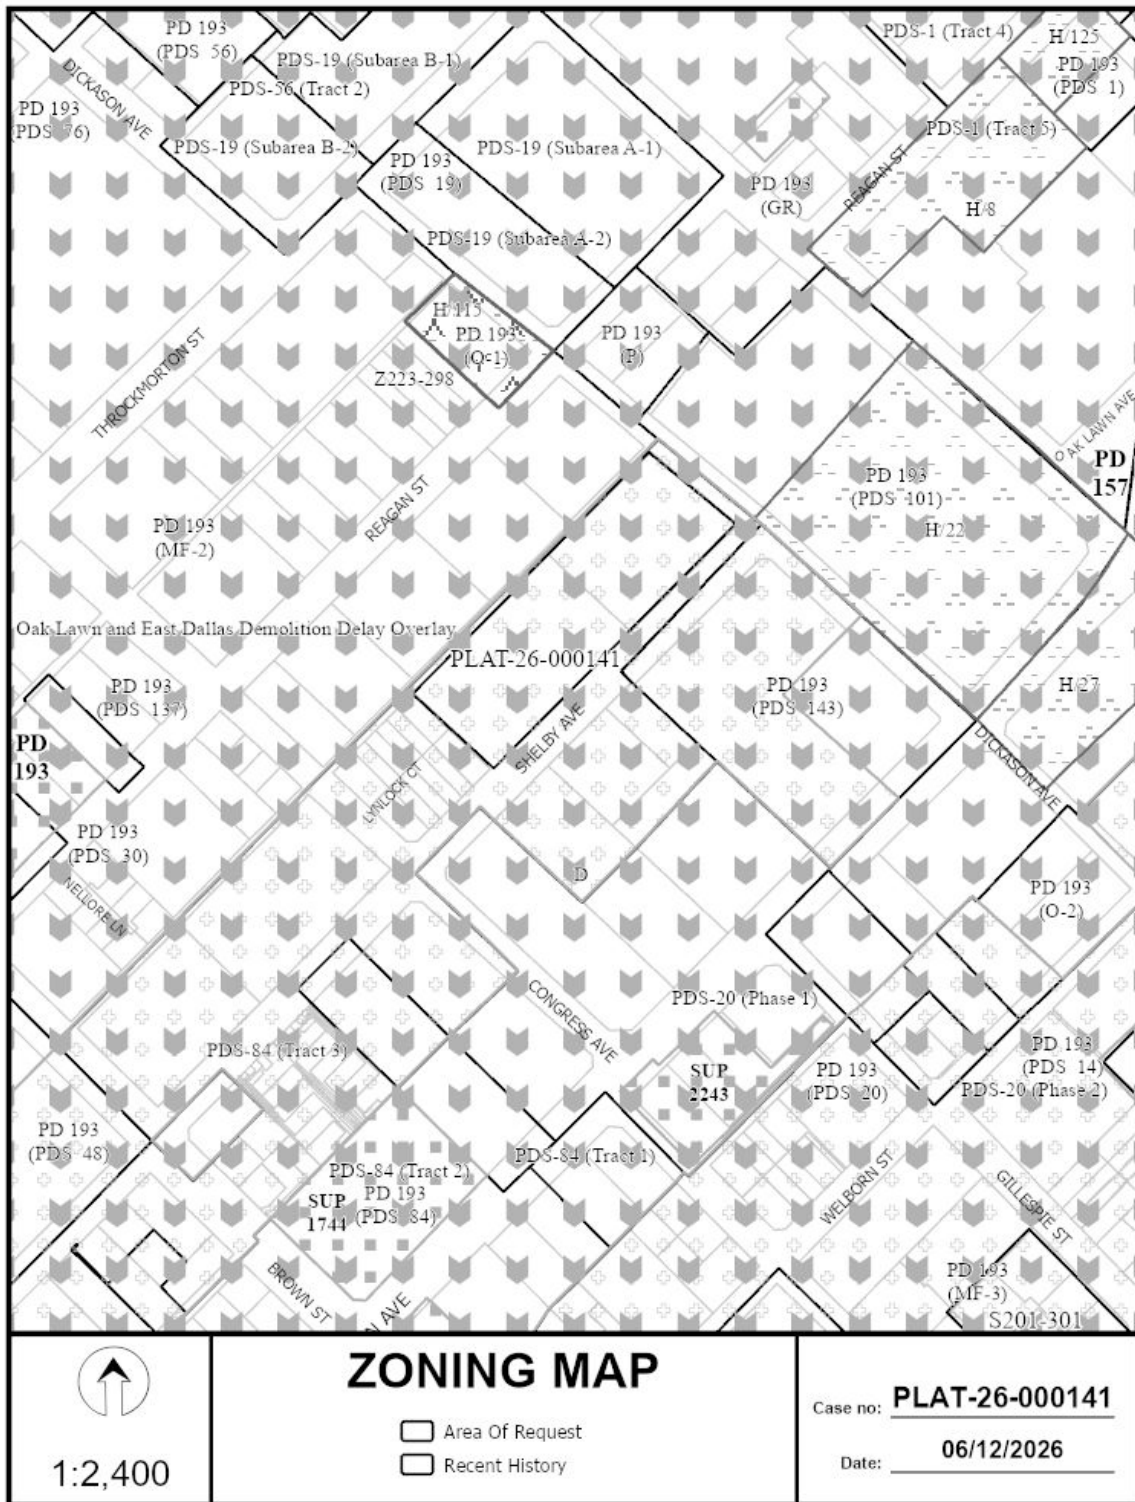 PD 193
(PDS 56)
PDS-1 (Tract 4)
H/125
PD 193
(PDS 1)
DICKASON AVE
PDS-19 (Subarea B-1)
PDS-56 (Tract 2)
PD 193
(PDS 76)
PDS-19 (Subarea B-2)
PD 193
(PDS 19)
PDS-19 (Subarea A-1)
PDS-1 (Tract 5)
PD 193
(GR)
REAGAN ST
H/8
PDS-19 (Subarea A-2)
H/115
PD 193
(O-1)
PD 193
(P)
Z223-298
THROCKMORTON ST
OAK LAWN AVE
PD
157
PD 193
(PDS 101)
H/22
REAGAN ST
PD 193
(MF-2)
Oak Lawn and East Dallas Demolition Delay Overlay
PLAT-26-000141
PD 193
(PDS 137)
PD 193
(PDS 143)
H/27
PD
193
SHELBY AVE
DICKASON AVE
LYNLOCK CT
PD 193
(PDS 30)
D
PD 193
(O-2)
NELLORE LN
CONGRESS AVE
PDS-20 (Phase 1)
PDS-84 (Tract 3)
SUP
2243
PD 193
(PDS 20)
PD 193
(PDS 14)
PDS-20 (Phase 2)
PD 193
(PDS 48)
PDS-84 (Tract 1)
PDS-84 (Tract 2)
PD 193
(PDS 84)
SUP
1744
WELBORN ST
GILLESPIE ST
BROWN ST
N AVE
PD 193
(MF-3)
S201-301
1:2,400
ZONING MAP
Area Of Request
Recent History
Case no: PLAT-26-000141
Date: 06/12/2026